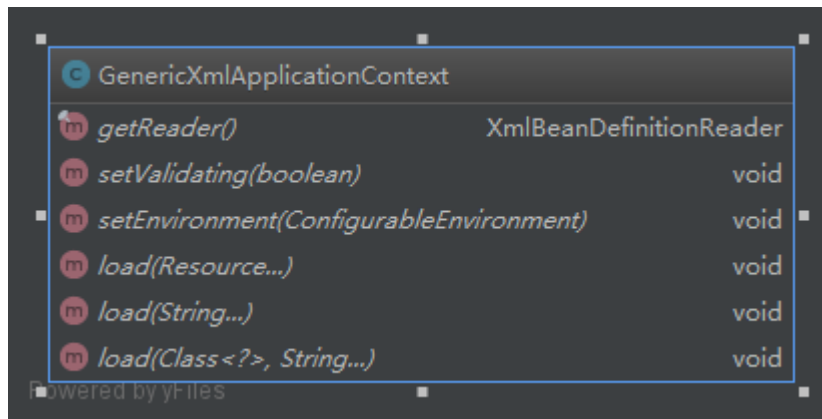 C GenericXmlApplicationContext
m getReader() XmlBeanDefinitionReader
m setValidating(boolean) void
m setEnvironment(ConfigurableEnvironment) void
m load(Resource...) void
m load(String...) void
m load(Class<?>, String...) void
Powered by yFiles